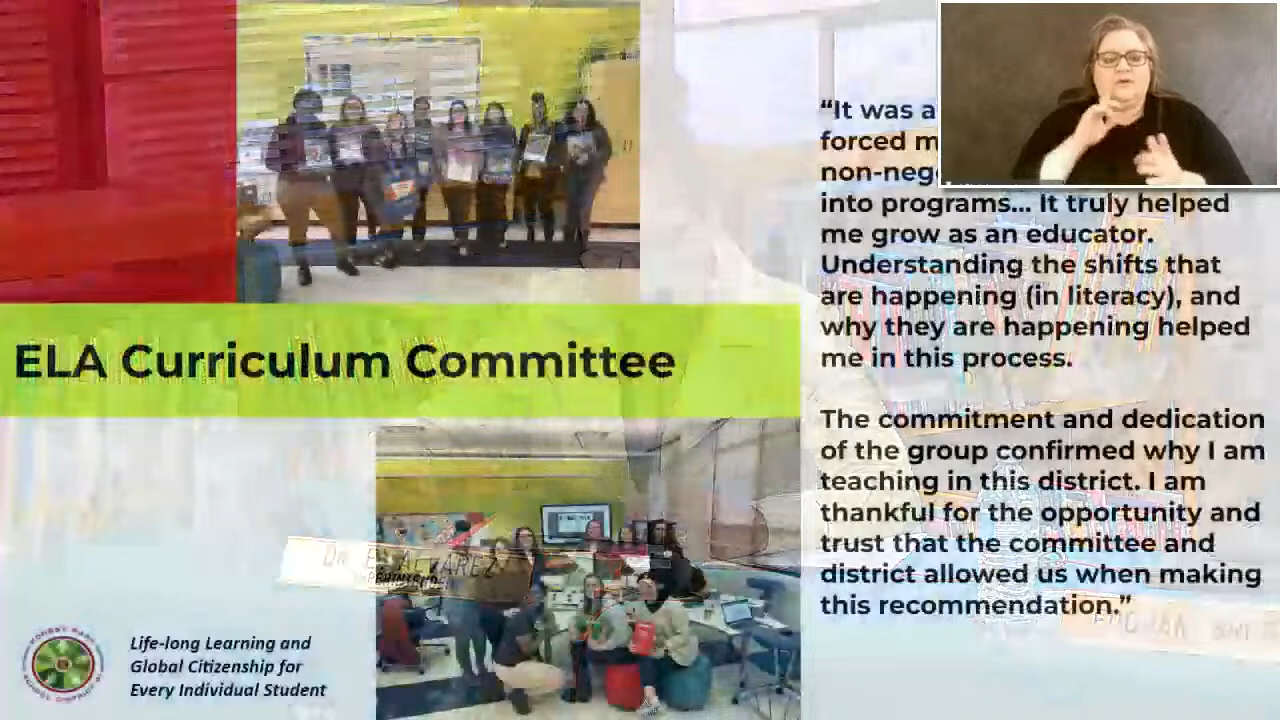 ELA Curriculum Committee
“It was a
forced m
non-neg
into programs... It truly helped
me grow as an educator.
Understanding the shifts that
are happening (in literacy), and
why they are happening helped
me in this process.
The commitment and dedication
of the group confirmed why I am
teaching in this district. I am
thankful for the opportunity and
trust that the committee and
district allowed us when making
this recommendation.”
Life-long Learning and
Global Citizenship for
Every Individual Student